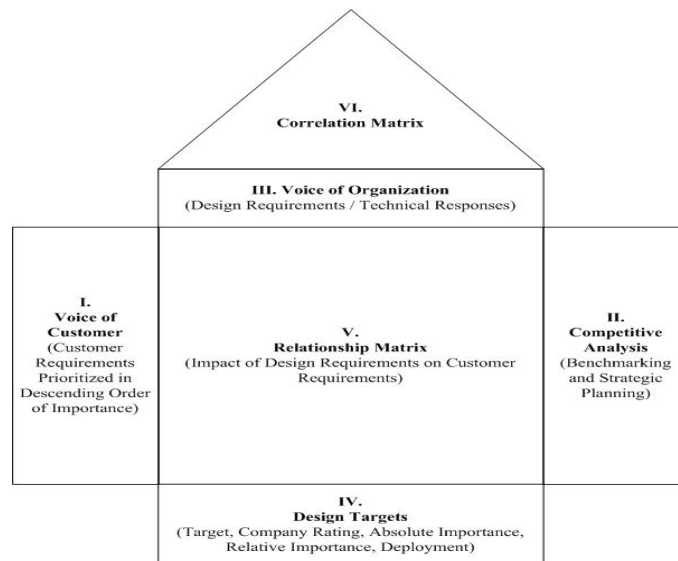 VI.
Correlation Matrix
III. Voice of Organization
(Design Requirements / Technical Responses)
I.
Voice of
Customer
(Customer
Requirements
Prioritized in
Descending Order
of Importance)
V.
Relationship Matrix
(Impact of Design Requirements on Customer
Requirements)
II.
Competitive
Analysis
(Benchmarking
and Strategic
Planning)
IV.
Design Targets
(Target, Company Rating, Absolute Importance,
Relative Importance, Deployment)